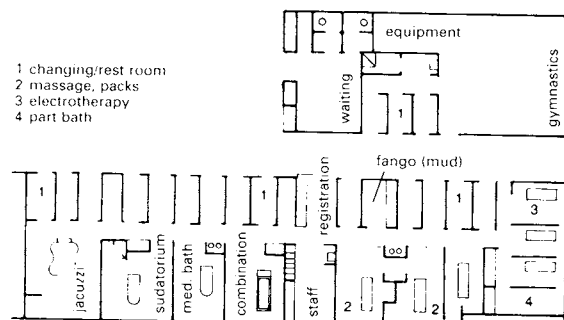 equipment
1 changing/rest room
2 massage, packs
3 electrotherapy
4 part bath
waiting
1
gymnastics
fango (mud)
1
1
registration
1
3
jacuzzi
sudatorium
med. bath
combination
staff
2
2
4